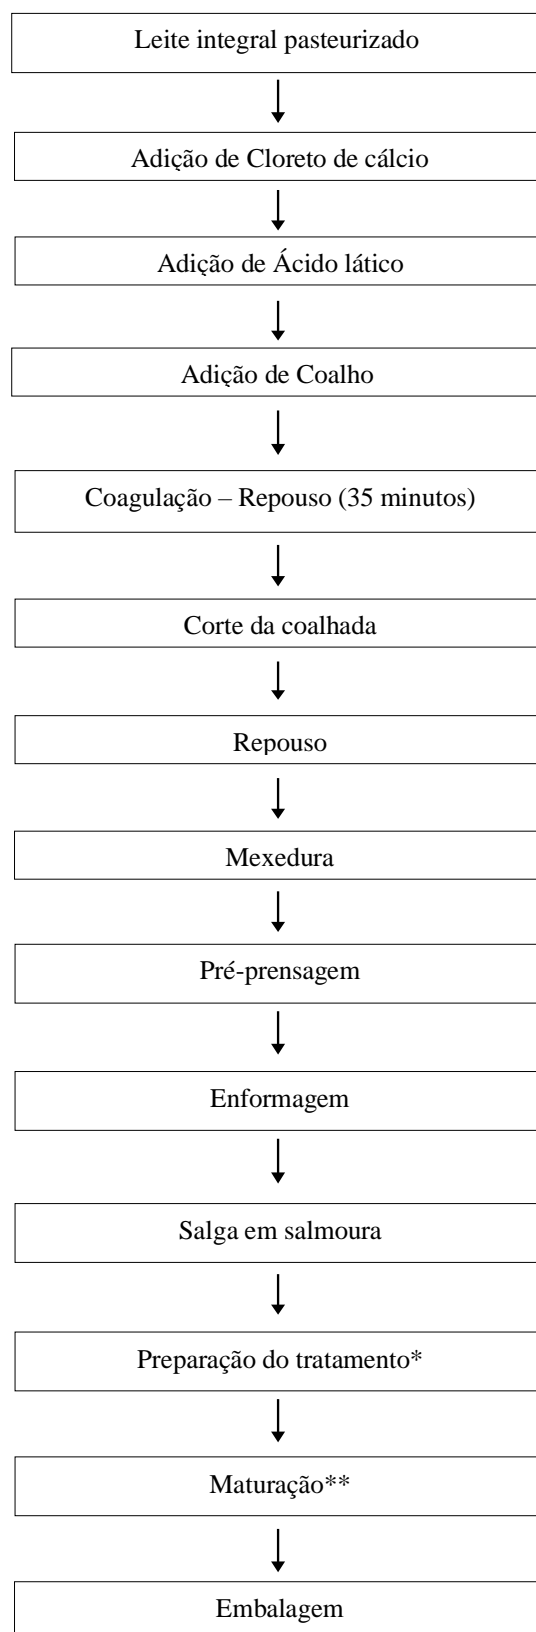 Leite integral pasteurizado
Adição de Cloreto de cálcio
Adição de Ácido lático
Adição de Coalho
Coagulação – Repouso (35 minutos)
Corte da coalhada
Repouso
Mexedura
Pré-prensagem
Enformagem
Salga em salmoura
Preparação do tratamento*
Maturação**
Embalagem